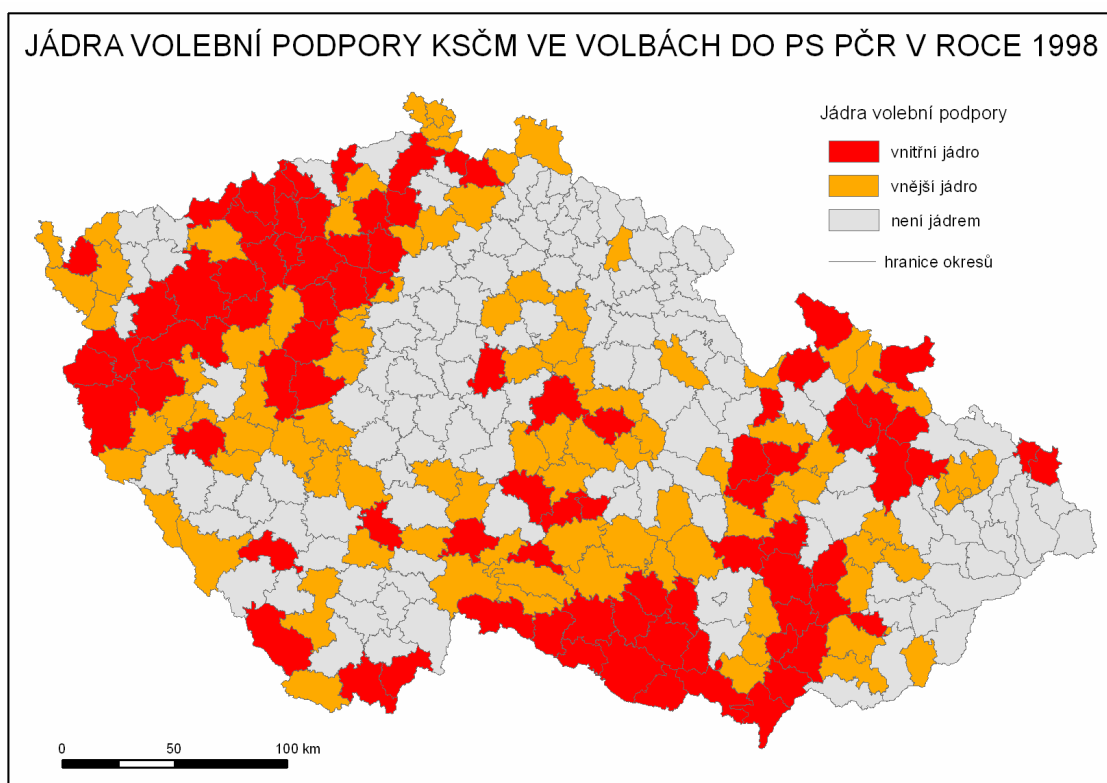 JÁDRA VOLEBNÍ PODPORY KSČM VE VOLBÁCH DO PS PČR V ROCE 1998
Jádra volební podpory
vnitřní jádro
vnější jádro
není jádrem
hranice okresů
0 50 100 km